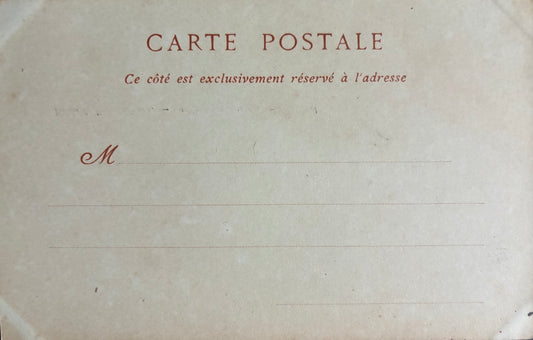 CARTE POSTALE
Ce côté est exclusivement réservé à l'adresse
M